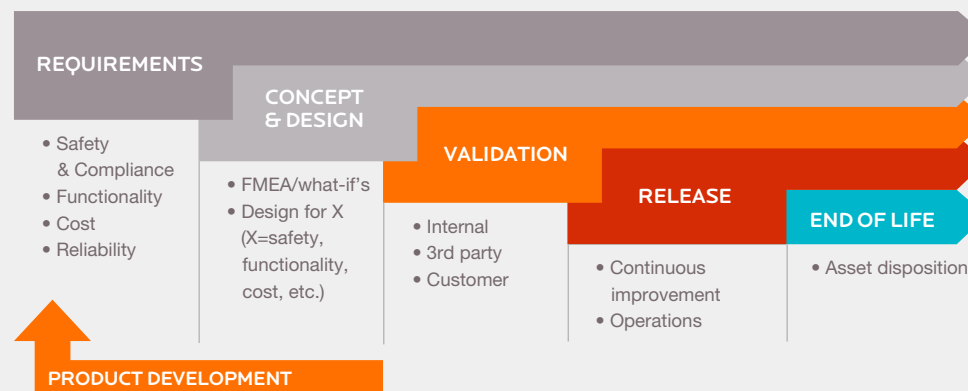 REQUIREMENTS
• Safety
& Compliance
• Functionality
• Cost
• Reliability
CONCEPT
& DESIGN
• FMEA/what-if's
• Design for X
(X=safety,
functionality,
cost, etc.)
VALIDATION
• Internal
• 3rd party
• Customer
RELEASE
• Continuous
improvement
• Operations
END OF LIFE
• Asset disposition
PRODUCT DEVELOPMENT